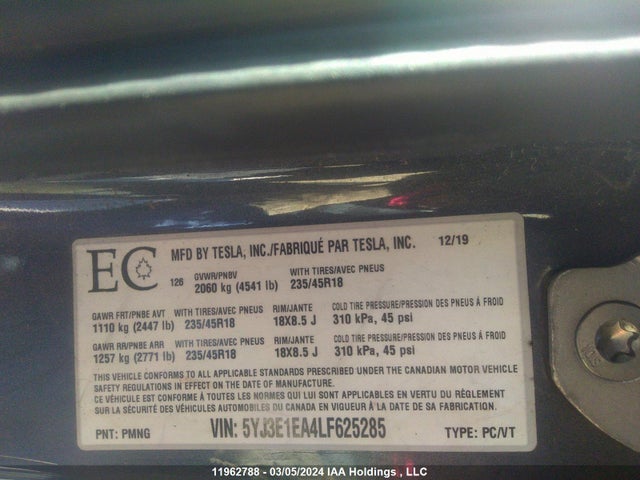 EC
MFD BY TESLA, INC./FABRIQUÉ PAR TESLA, INC. 12/19
126 GVWR/PNBV WITH TIRES/AVEC PNEUS
2060 kg (4541 lb) 235/45R18
GAWR FRT/PNBE AVT WITH TIRES/AVEC PNEUS RIM/JANTE COLD TIRE PRESSURE/PRESSION DES PNEUS À FROID
1110 kg (2447 lb) 235/45R18 18X8.5 J 310 kPa, 45 psi
GAWR RR/PNBE ARR WITH TIRES/AVEC PNEUS RIM/JANTE COLD TIRE PRESSURE/PRESSION DES PNEUS À FROID
1257 kg (2771 lb) 235/45R18 18X8.5 J 310 kPa, 45 psi
THIS VEHICLE CONFORMS TO ALL APPLICABLE STANDARDS PRESCRIBED UNDER THE CANADIAN MOTOR VEHICLE
SAFETY REGULATIONS IN EFFECT ON THE DATE OF MANUFACTURE.
CE VÉHICULE EST CONFORME À TOUTES LES NORMES QUI LUI SONT APPLICABLES EN VERTU DU RÈGLEMENT
SUR LA SÉCURITÉ DES VÉHICULES AUTOMOBILES DU CANADA EN VIGUEUR À LA DATE DE SA FABRICATION.
PNT: PMNG VIN: 5YJ3E1EA4LF625285 TYPE: PC/VT
11962788 - 03/05/2024 IAA Holdings , LLC